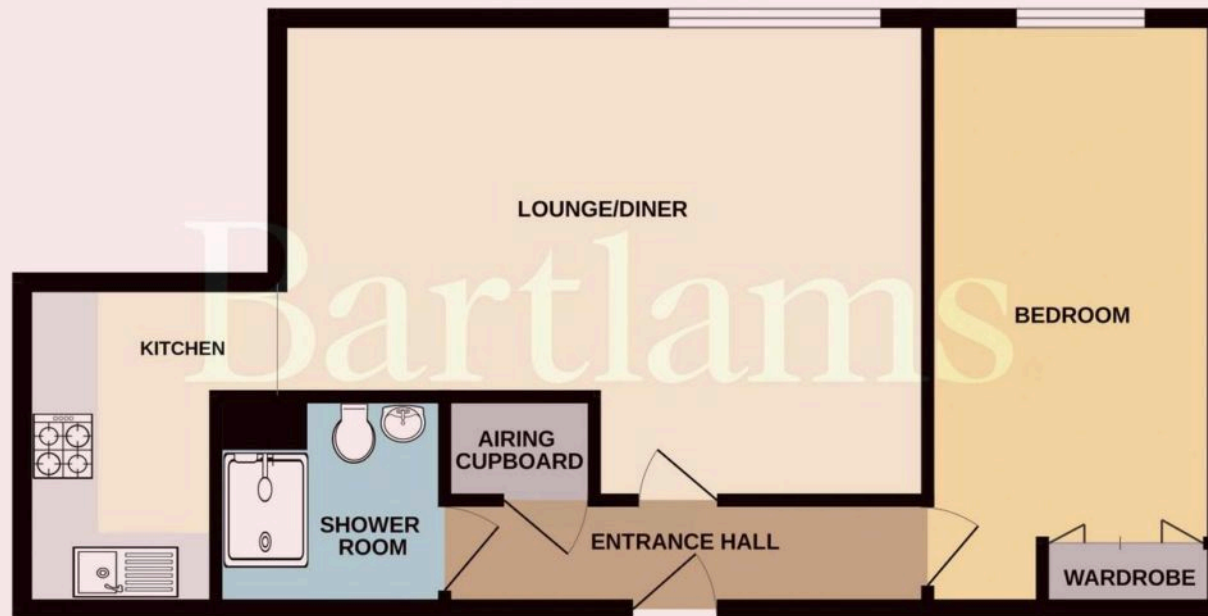 LOUNGE/DINER
Bartlams
BEDROOM
KITCHEN
AIRING
CUPBOARD
SHOWER
ROOM
ENTRANCE HALL
WARDROBE